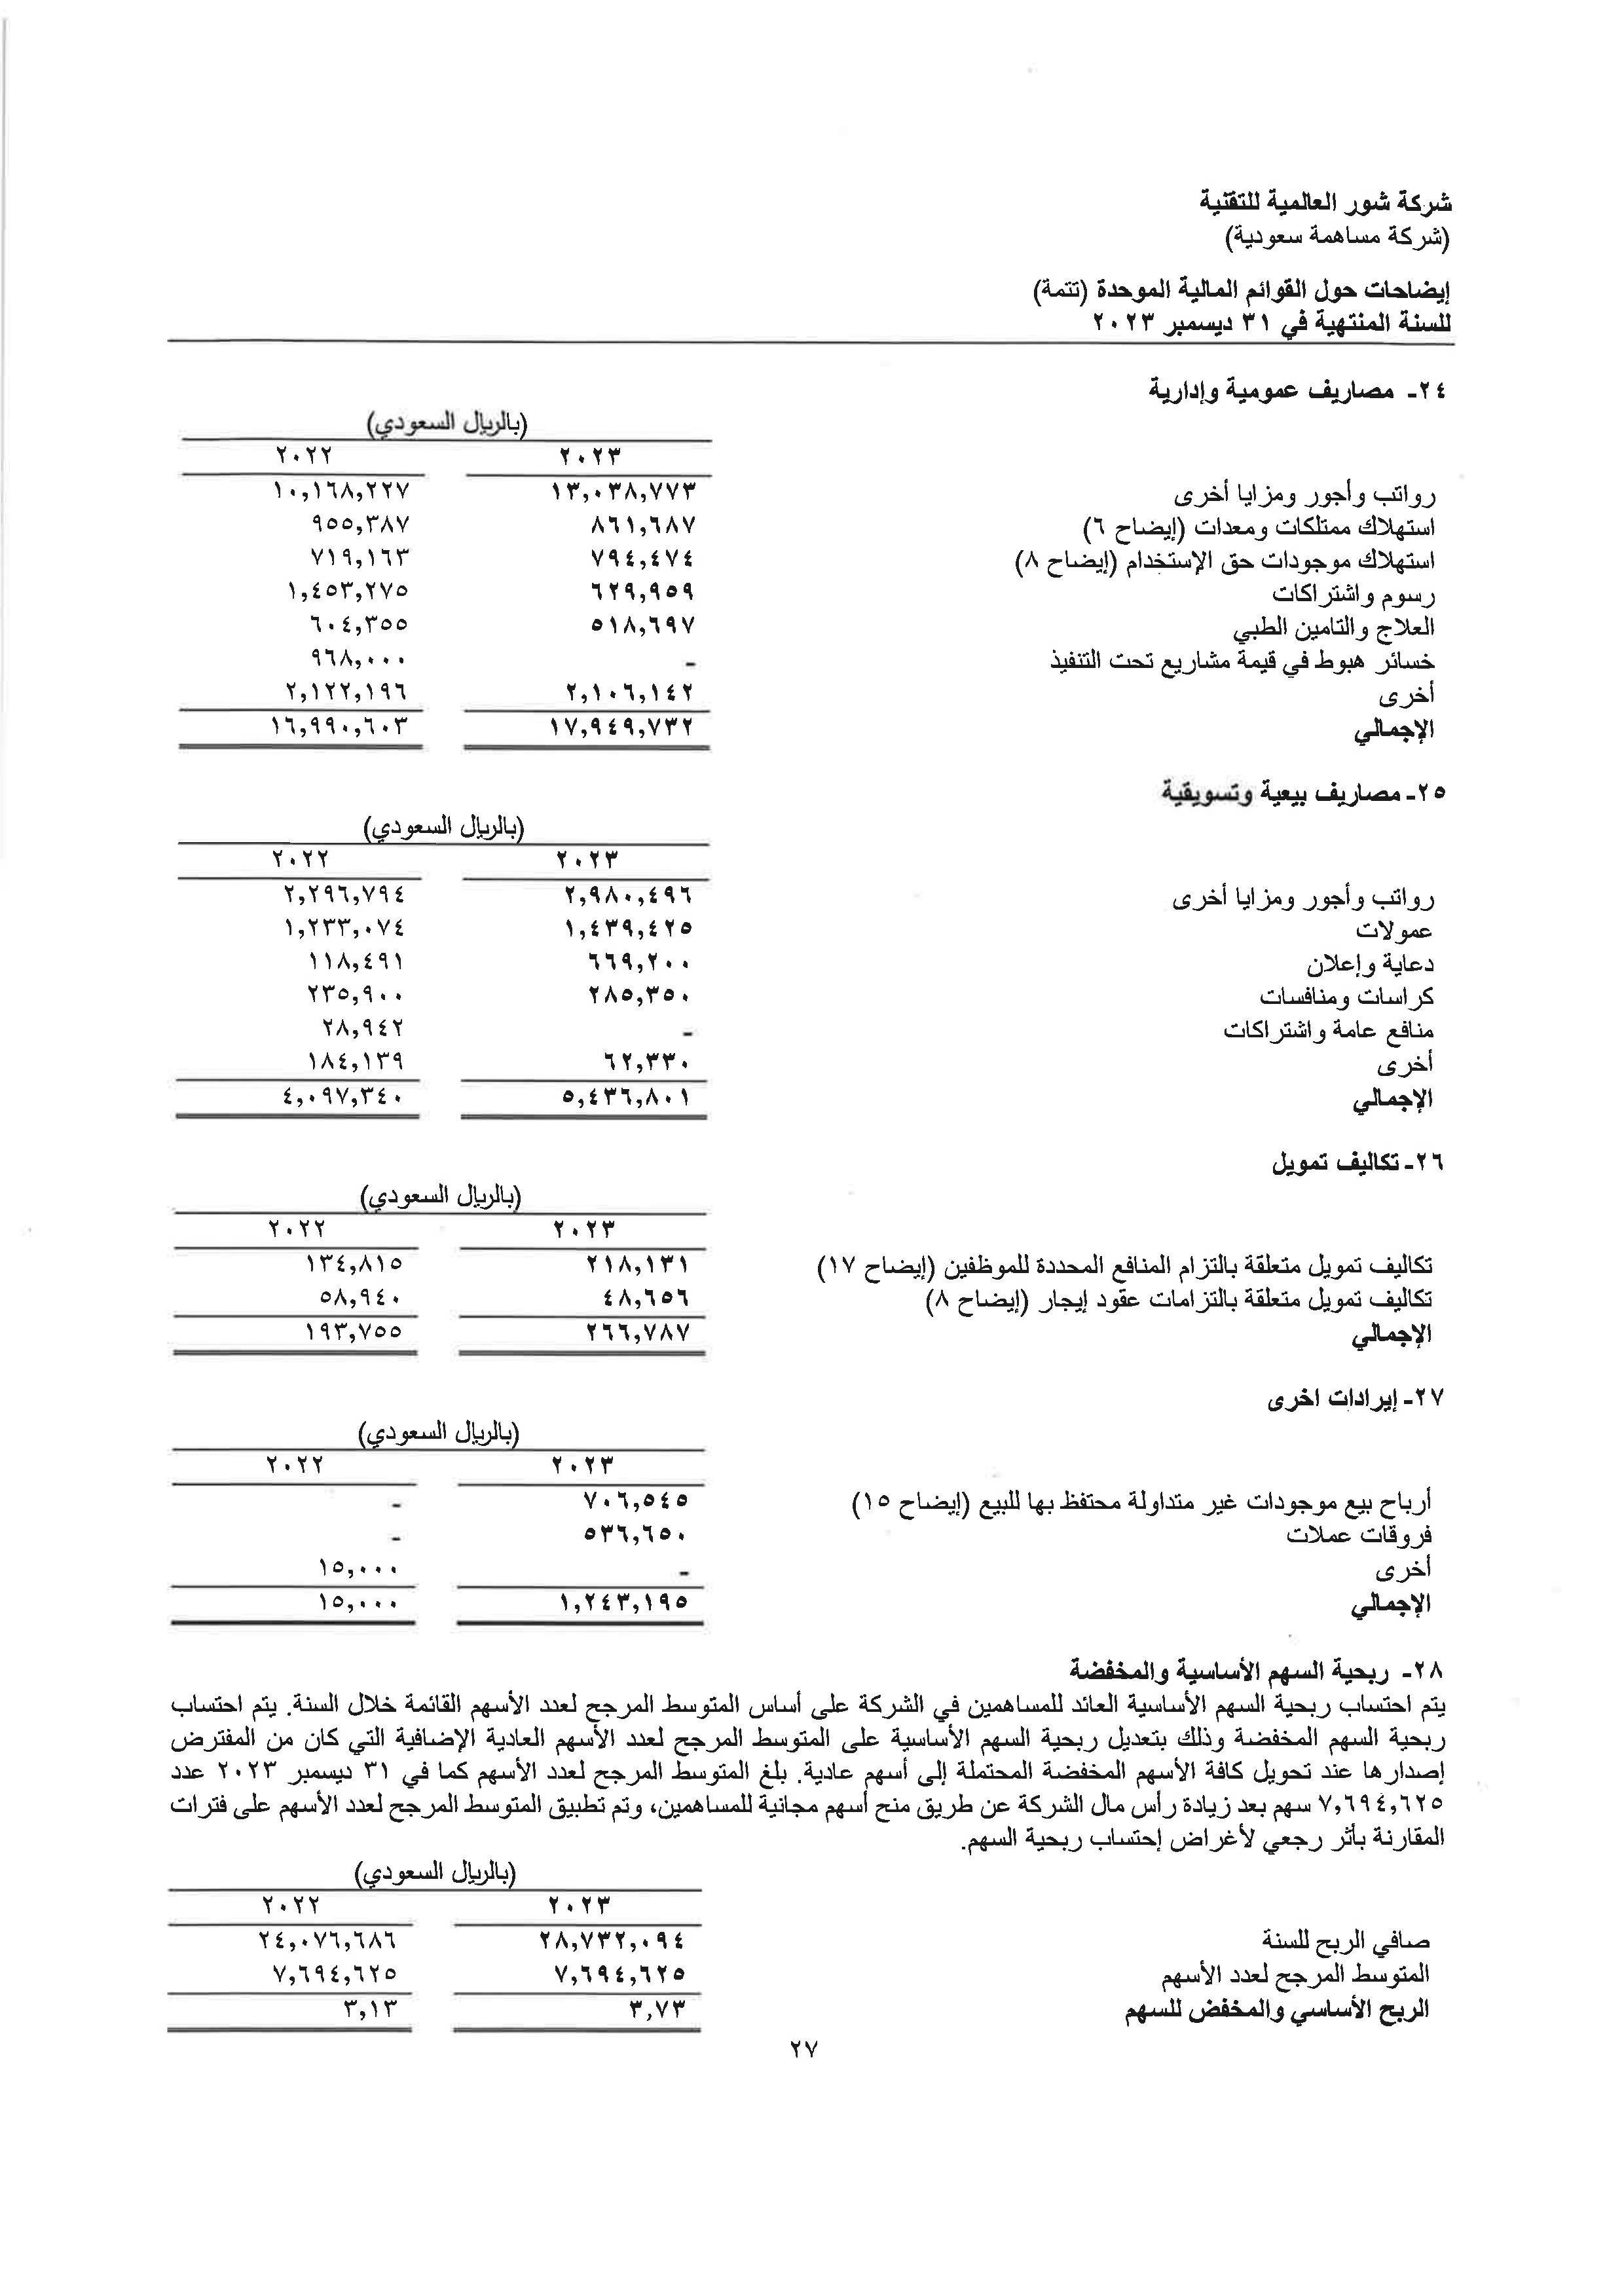 شركة شور العالمية للتقنية
(شركة مساهمة سعودية)
إيضاحات حول القوائم المالية الموحدة (تتمة)
للسنة المنتهية في ٣١ ديسمبر ٢٠٢٣
٢٤- مصاريف عمومية وإدارية
(بالريال السعودي)
٢٠٢٣ ٢٠٢٢
رواتب وأجور ومزايا أخرى ١٣,٠٣٨,٧٧٣ ١٠,١٦٨,٢٢٧
استهلاك ممتلكات ومعدات (إيضاح ٦) ٨٦١,٦٨٧ ٩٥٥,٣٨٧
استهلاك موجودات حق الإستخدام (إيضاح ٨) ٧٩٤,٤٧٤ ٧١٩,١٦٣
رسوم واشتراكات ٦٢٩,٩٥٩ ١,٤٥٣,٢٧٥
العلاج والتامين الطبي ٥١٨,٦٩٧ ٦٠٤,٣٥٥
خسائر هبوط في قيمة مشاريع تحت التنفيذ - ٩٦٨,٠٠٠
أخرى ٢,١٠٦,١٤٢ ٢,١٢٢,١٩٦
الإجمالي ١٧,٩٤٩,٧٣٢ ١٦,٩٩٠,٦٠٣
٢٥- مصاريف بيعية وتسويقية
(بالريال السعودي)
٢٠٢٣ ٢٠٢٢
رواتب وأجور ومزايا أخرى ٢,٩٨٠,٤٩٦ ٢,٢٩٦,٧٩٤
عمولات ١,٤٣٩,٤٢٥ ١,٢٣٣,٠٧٤
دعاية وإعلان ٦٦٩,٢٠٠ ١١٨,٤٩١
كراسات ومنافسات ٢٨٥,٣٥٠ ٢٣٥,٩٠٠
منافع عامة واشتراكات - ٢٨,٩٤٢
أخرى ٦٢,٣٣٠ ١٨٤,١٣٩
الإجمالي ٥,٤٣٦,٨٠١ ٤,٠٩٧,٣٤٠
٢٦- تكاليف تمويل
(بالريال السعودي)
٢٠٢٣ ٢٠٢٢
تكاليف تمويل متعلقة بالتزام المنافع المحددة للموظفين (إيضاح ١٧) ٢١٨,١٣١ ١٣٤,٨١٥
تكاليف تمويل متعلقة بالتزامات عقود إيجار (إيضاح ٨) ٤٨,٦٥٦ ٥٨,٩٤٠
الإجمالي ٢٦٦,٧٨٧ ١٩٣,٧٥٥
٢٧- إيرادات اخرى
(بالريال السعودي)
٢٠٢٣ ٢٠٢٢
أرباح بيع موجودات غير متداولة محتفظ بها للبيع (إيضاح ١٥) ٧٠٦,٥٤٥ -
فروقات عملات ٥٣٦,٦٥٠ -
أخرى - ١٥,٠٠٠
الإجمالي ١,٢٤٣,١٩٥ ١٥,٠٠٠
٢٨- ربحية السهم الأساسية والمخفضة
يتم احتساب ربحية السهم الأساسية العائد للمساهمين في الشركة على أساس المتوسط المرجح لعدد الأسهم القائمة خلال السنة. يتم احتساب
ربحية السهم المخفضة وذلك بتعديل ربحية السهم الأساسية على المتوسط المرجح لعدد الأسهم العادية الإضافية التي كان من المفترض
إصدارها عند تحويل كافة الأسهم المخفضة المحتملة إلى أسهم عادية. بلغ المتوسط المرجح لعدد الأسهم كما في ٣١ ديسمبر ٢٠٢٣ عدد
٧,٦٩٤,٦٢٥ سهم بعد زيادة رأس مال الشركة عن طريق منح أسهم مجانية للمساهمين، وتم تطبيق المتوسط المرجح لعدد الأسهم على فترات
المقارنة بأثر رجعي لأغراض إحتساب ربحية السهم.
(بالريال السعودي)
٢٠٢٣ ٢٠٢٢
صافي الربح للسنة ٢٨,٧٣٢,٠٩٤ ٢٤,٠٧٦,٦٨٦
المتوسط المرجح لعدد الأسهم ٧,٦٩٤,٦٢٥ ٧,٦٩٤,٦٢٥
الربح الأساسي والمخفض للسهم ٣,٧٣ ٣,١٣
٢٧